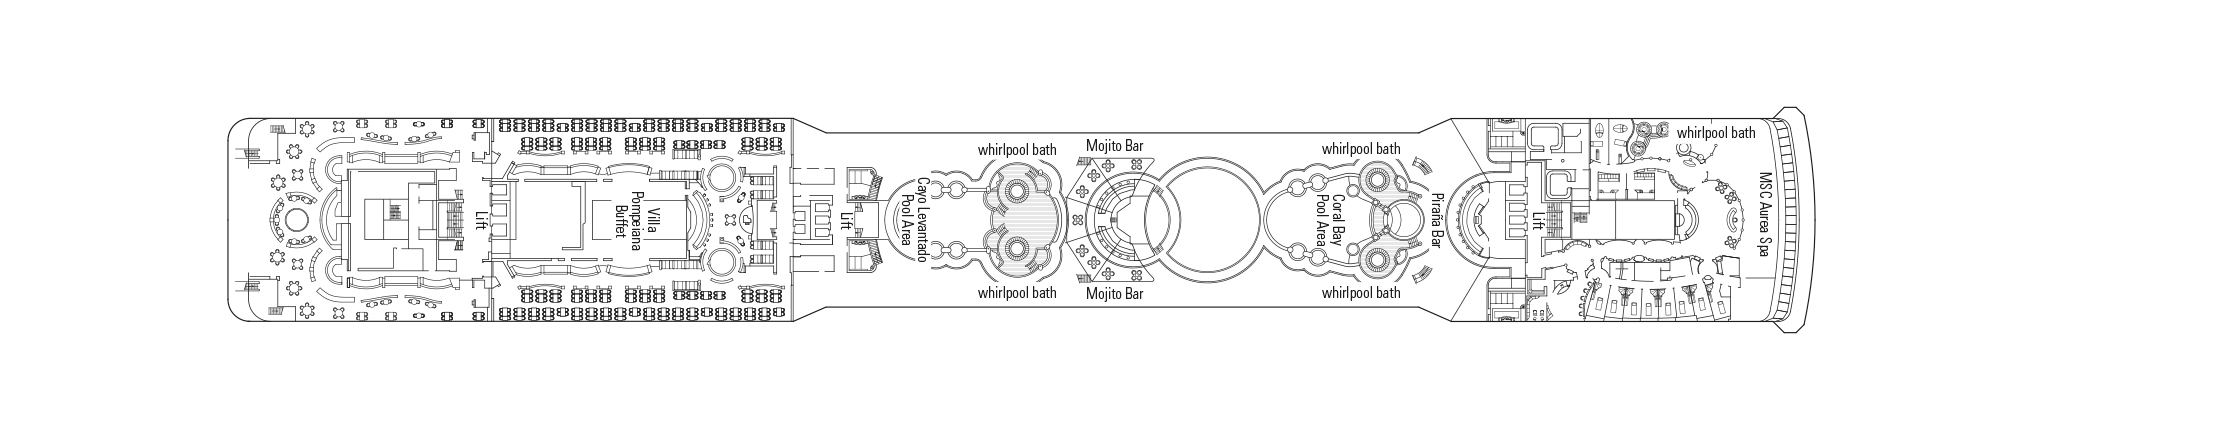 Lift
Villa
Pompeiana
Buffet
Lift
Cayo Levantado
Pool Area
whirlpool bath
whirlpool bath
Mojito Bar
Mojito Bar
whirlpool bath
Coral Bay
Pool Area
whirlpool bath
Piraña Bar
Lift
whirlpool bath
MSC Aurea Spa